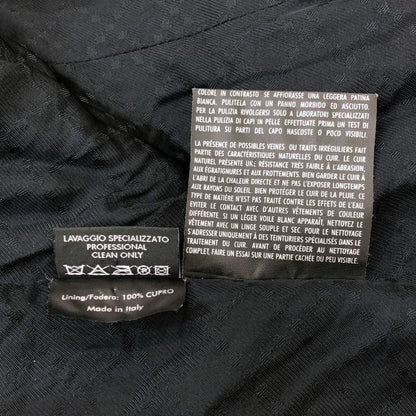 COLORE IN CONTRASTO SE AFFIORASSE UNA LEGGERA PATINA
BIANCA, PULITELA CON UN PANNO MORBIDO ED ASCIUTTO.
PER LA PULIZIA RIVOLGERSI SOLO A LABORATORI SPECIALIZZATI
NELLA PULIZIA DI CAPI IN PELLE EFFETTUATE PRIMA UN TEST DI
PULITURA SU PARTI DEL CAPO NASCOSTE O POCO VISIBILI.
LA PRÉSENCE DE POSSIBLES VEINES OU TRAITS IRRÉGULIERS FAIT
PARTIE DES CARACTÉRISTIQUES NATURELLES DU CUIR. LE CUIR
NATUREL PRÉSENTE UN; RÉSISTANCE TRÈS FAIBLE À L'ABRASION,
AUX ÉGRATIGNURES ET AUX FROTTEMENTS. BIEN GARDER LE CUIR À
L'ABRI DE LA CHALEUR DIRECTE ET NE PAS L'EXPOSER LONGTEMPS
AUX RAYONS DU SOLEIL. BIEN PROTÉGER LE CUIR DE LA PLUIE. CE
TYPE DE MATIÈRE N'EST PAS TRAITÉ CONTRE LES EFFETS DE L'EAU.
ÉVITER LE CONTACT AVEC D'AUTRES VÊTEMENTS DE COULEUR
DIFFÉRENTE. SI UN LÉGER VOILE BLANC APPARAÎT, NETTOYEZ LE
VÊTEMENT AVEC UN LINGE SOUPLE ET SEC. POUR LE NETTOYAGE
S'ADRESSER UNIQUEMENT À DES TEINTURIERS SPÉCIALISÉS DANS LE
TRAITEMENT DU CUIR. AVANT DE PROCÉDER AU NETTOYAGE
COMPLET, FAIRE UN ESSAI SUR UNE PARTIE CACHÉE OU PEU VISIBLE.
LAVAGGIO SPECIALIZZATO
PROFESSIONAL
CLEAN ONLY
Lining/Fodera: 100% CUPRO
Made in Italy